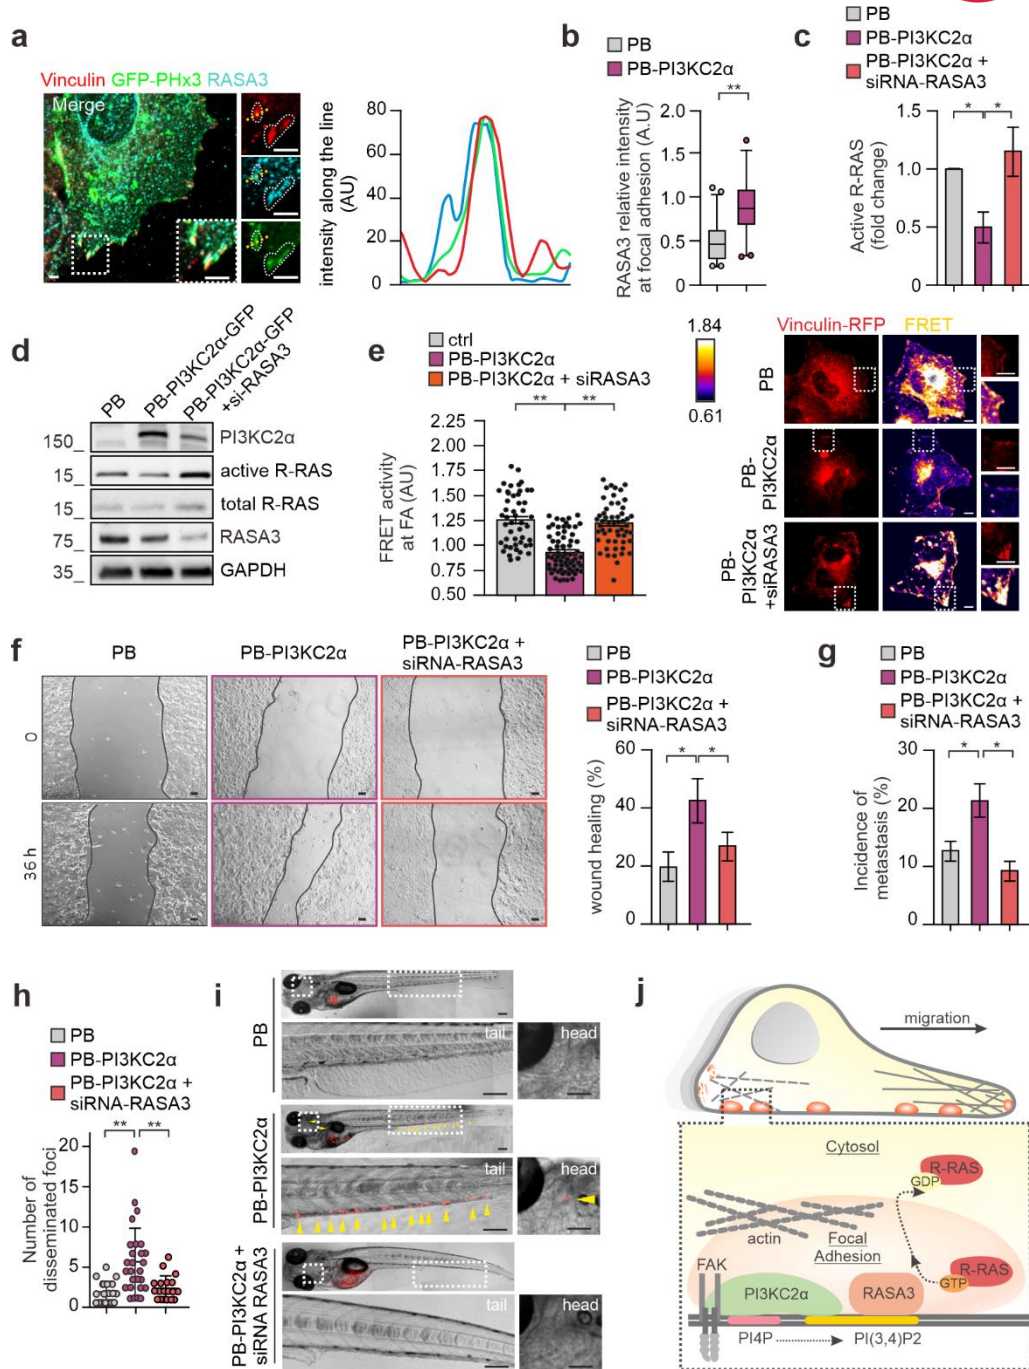 a
Vinculin GFP-PHx3 RASA3
Merge
intensity along the line
(AU)
80
60
40
20
0
b
PB
PB-PI3KC2α
**
RASA3 relative intensity
at focal adhesion (A.U)
2.0
1.5
1.0
0.5
0
c
PB
PB-PI3KC2α
PB-PI3KC2α +
siRNA-RASA3
* *
Active R-RAS
(fold change)
1.5
1.0
0.5
0
d
PB
PB-PI3KC2α-GFP
PB-PI3KC2α-GFP
+si-RASA3
150_ PI3KC2α
15_ active R-RAS
15_ total R-RAS
75_ RASA3
35_ GAPDH
e
ctrl
PB-PI3KC2α
PB-PI3KC2α + siRASA3
** **
FRET activity
at FA (AU)
2.25
2.00
1.75
1.50
1.25
1.00
0.75
0.50
1.84
0.61
Vinculin-RFP FRET
PB
PB-
PI3KC2α
PB-
PI3KC2α
+siRASA3
f
PB
PB-PI3KC2α
PB-PI3KC2α +
siRNA-RASA3
0
36 h
PB
PB-PI3KC2α
PB-PI3KC2α +
siRNA-RASA3
* *
wound healing (%)
60
40
20
0
g
PB
PB-PI3KC2α
PB-PI3KC2α +
siRNA-RASA3
* *
Incidence of
metastasis (%)
30
20
10
0
h
PB
PB-PI3KC2α
PB-PI3KC2α +
siRNA-RASA3
** **
Number of
disseminated foci
20
15
10
5
0
i
PB
tail head
PB-PI3KC2α
tail head
PB-PI3KC2α +
siRNA RASA3
tail head
j
migration
Cytosol
R-RAS
GDP
actin
Focal
Adhesion
FAK
PI3KC2α
RASA3
R-RAS
GTP
PI4P PI(3,4)P2